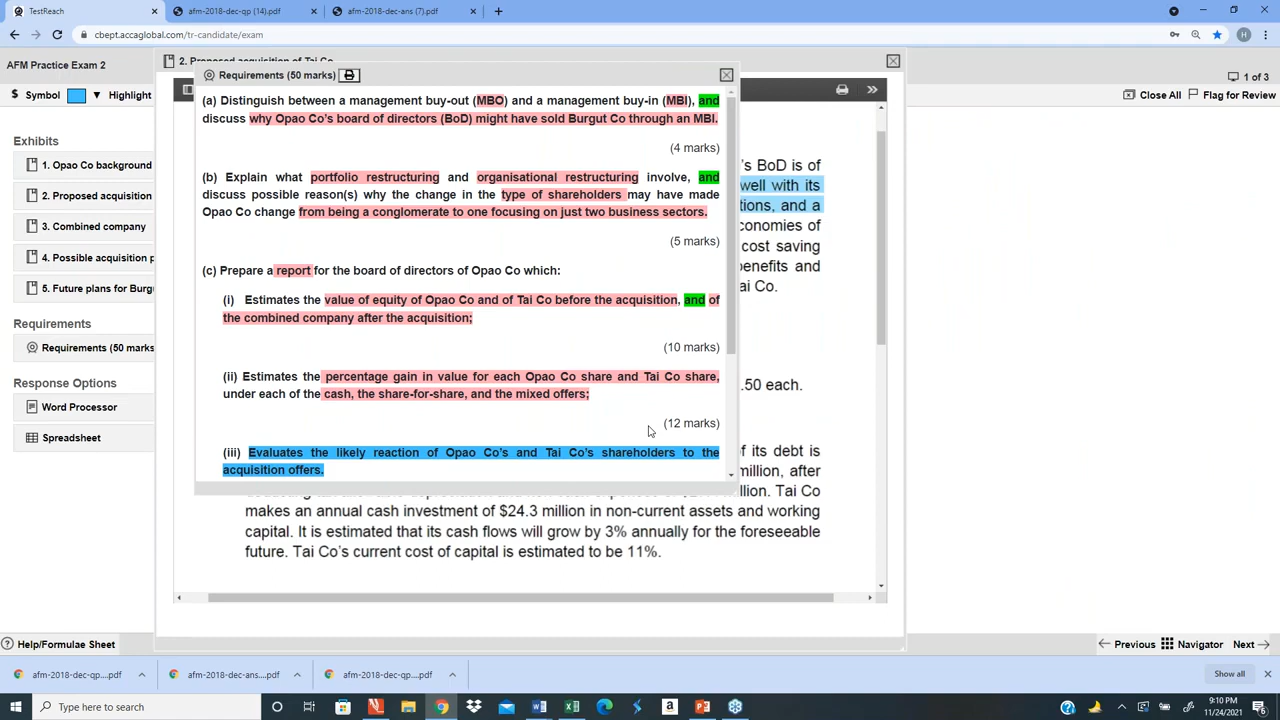 TestReach
afm-2018-dec-qp (14).pdf
afm-2018-dec-ans (7).pdf
cbept.accaglobal.com/tr-candidate/exam
H
AFM Practice Exam 2
2. Proposed acquisition of Tai Co
1 of 3
$ Symbol
Highlight
Close All
Flag for Review
Requirements (50 marks)
(a) Distinguish between a management buy-out (MBO) and a management buy-in (MBI), and
discuss why Opao Co's board of directors (BoD) might have sold Burgut Co through an MBI.
(4 marks)
(b) Explain what portfolio restructuring and organisational restructuring involve, and
discuss possible reason(s) why the change in the type of shareholders may have made
Opao Co change from being a conglomerate to one focusing on just two business sectors.
(5 marks)
(c) Prepare a report for the board of directors of Opao Co which:
(i) Estimates the value of equity of Opao Co and of Tai Co before the acquisition, and of
the combined company after the acquisition;
(10 marks)
(ii) Estimates the percentage gain in value for each Opao Co share and Tai Co share,
under each of the cash, the share-for-share, and the mixed offers;
(12 marks)
(iii) Evaluates the likely reaction of Opao Co's and Tai Co's shareholders to the
acquisition offers.
Exhibits
1. Opao Co background
2. Proposed acquisition
3. Combined company
4. Possible acquisition p
5. Future plans for Burgu
Requirements
Requirements (50 marks
Response Options
Word Processor
Spreadsheet
's BoD is of
well with its
tions, and a
conomies of
cost saving
benefits and
ai Co.
.50 each.
f its debt is
million, after
llion. Tai Co
makes an annual cash investment of $24.3 million in non-current assets and working
capital. It is estimated that its cash flows will grow by 3% annually for the foreseeable
future. Tai Co's current cost of capital is estimated to be 11%.
Help/Formulae Sheet
Previous
Navigator
Next
afm-2018-dec-qp....pdf
afm-2018-dec-ans....pdf
afm-2018-dec-qp....pdf
Show all
Type here to search
9:10 PM
11/24/2021